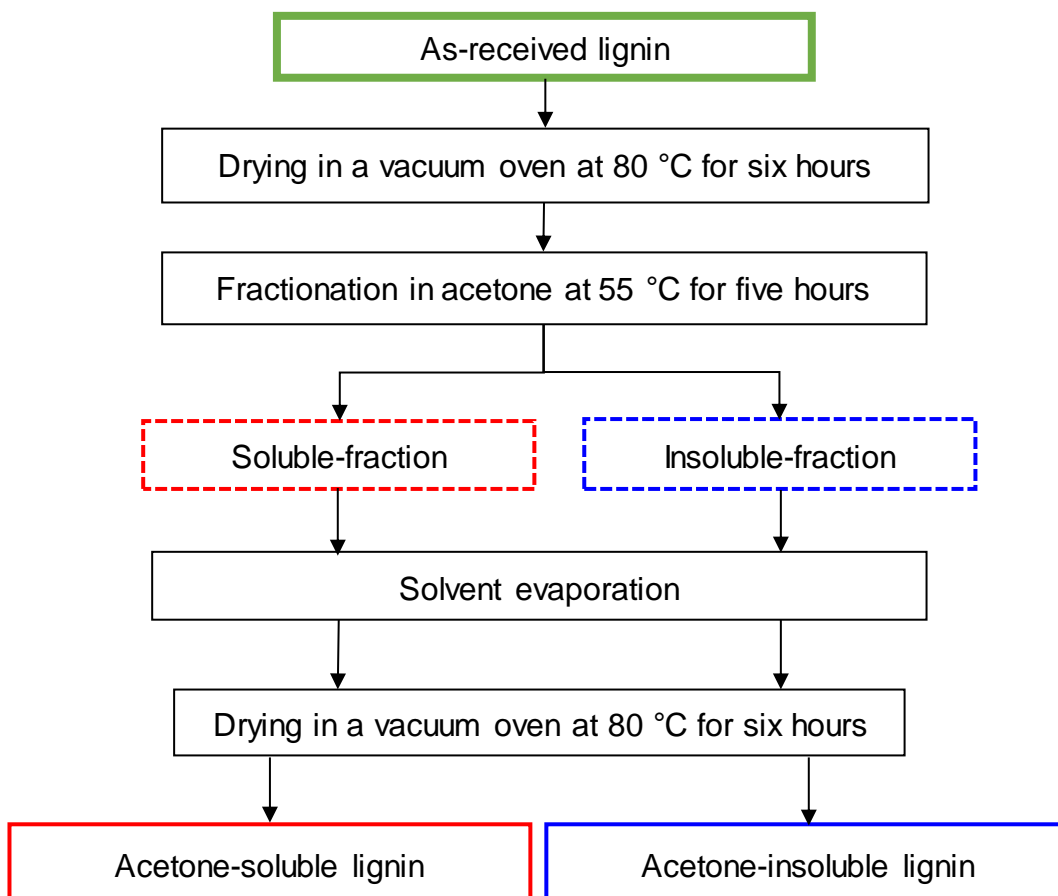 As-received lignin
Drying in a vacuum oven at 80 °C for six hours
Fractionation in acetone at 55 °C for five hours
Soluble-fraction
Insoluble-fraction
Solvent evaporation
Drying in a vacuum oven at 80 °C for six hours
Acetone-soluble lignin
Acetone-insoluble lignin